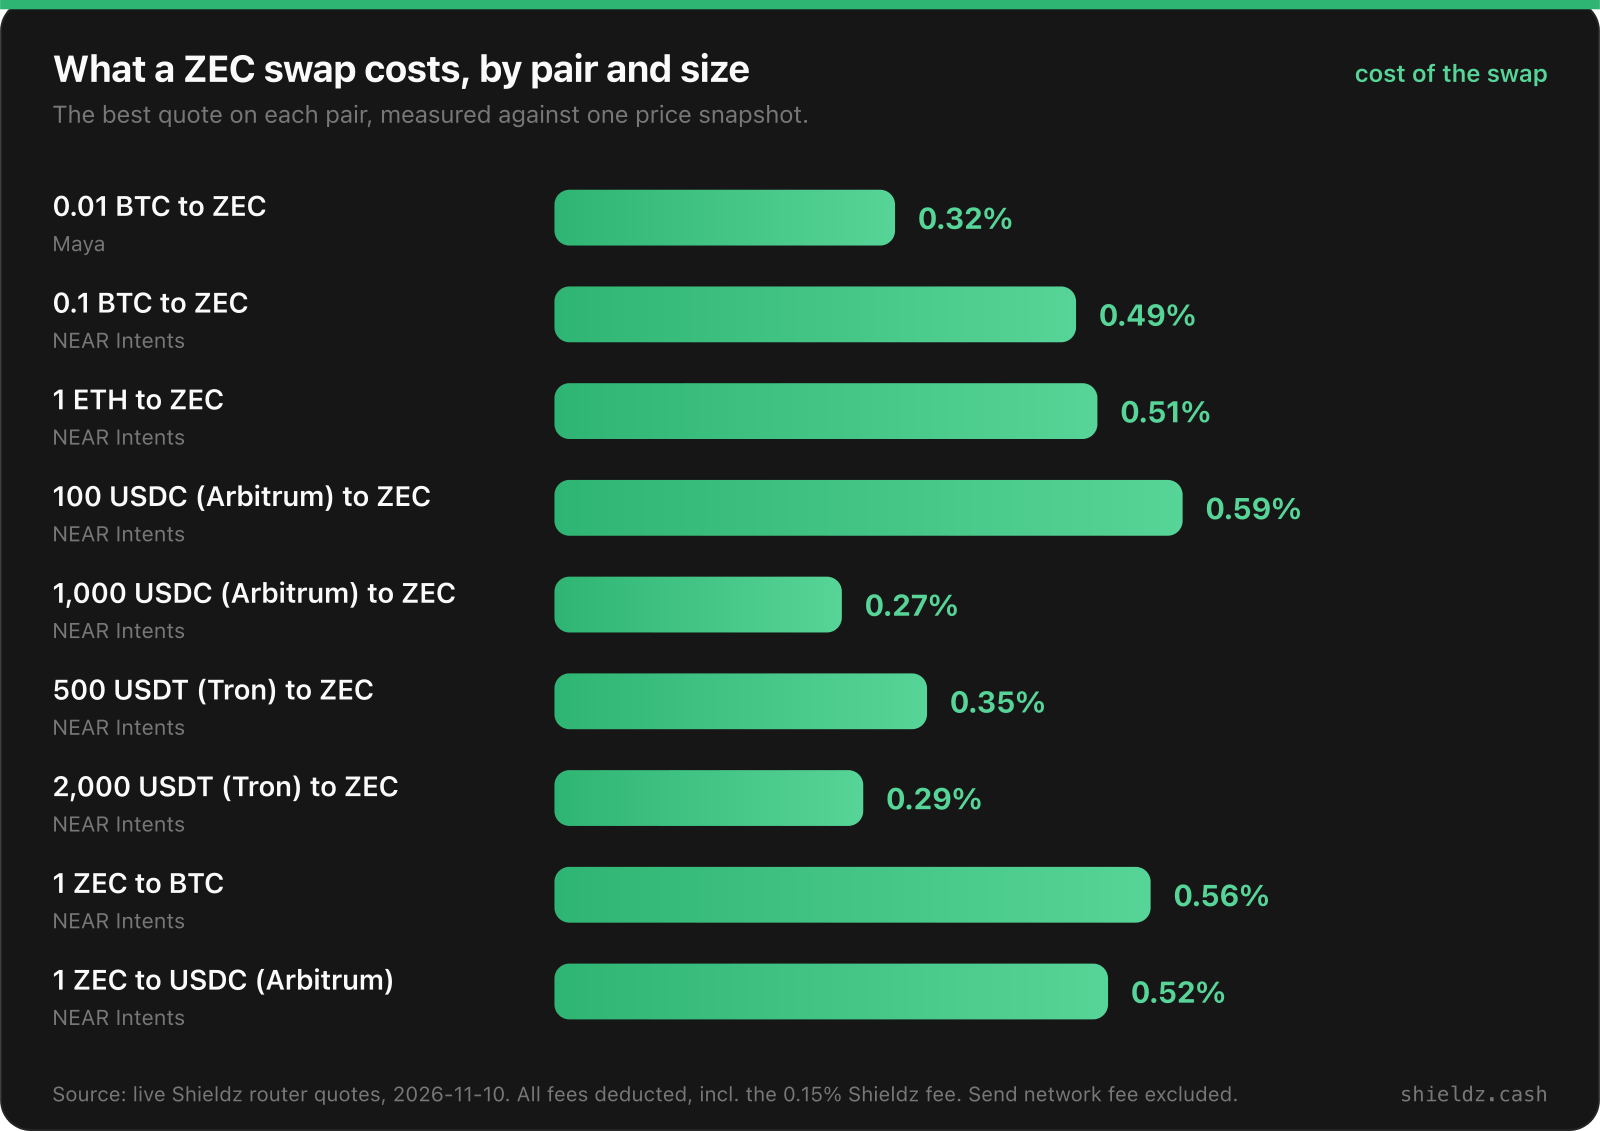 What a ZEC swap costs, by pair and size
cost of the swap
The best quote on each pair, measured against one price snapshot.
0.01 BTC to ZEC
Maya
0.32%
0.1 BTC to ZEC
NEAR Intents
0.49%
1 ETH to ZEC
NEAR Intents
0.51%
100 USDC (Arbitrum) to ZEC
NEAR Intents
0.59%
1,000 USDC (Arbitrum) to ZEC
NEAR Intents
0.27%
500 USDT (Tron) to ZEC
NEAR Intents
0.35%
2,000 USDT (Tron) to ZEC
NEAR Intents
0.29%
1 ZEC to BTC
NEAR Intents
0.56%
1 ZEC to USDC (Arbitrum)
NEAR Intents
0.52%
Source: live Shieldz router quotes, 2026-11-10. All fees deducted, incl. the 0.15% Shieldz fee. Send network fee excluded.
shieldz.cash